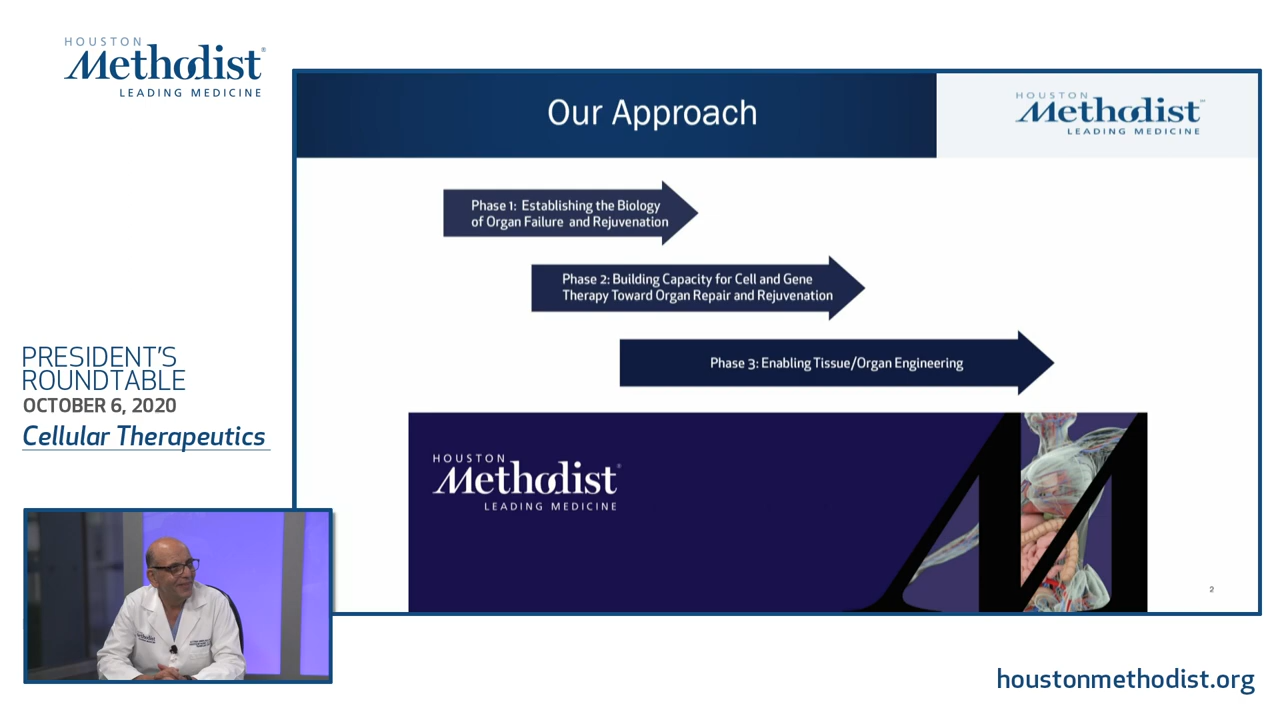 HOUSTON
Methodist®
LEADING MEDICINE
Our Approach
HOUSTON
Methodist
LEADING MEDICINE
Phase 1: Establishing the Biology
of Organ Failure and Rejuvenation
Phase 2: Building Capacity for Cell and Gene
Therapy Toward Organ Repair and Rejuvenation
Phase 3: Enabling Tissue/Organ Engineering
PRESIDENT'S
ROUNDTABLE
OCTOBER 6, 2020
Cellular Therapeutics
HOUSTON
Methodist®
LEADING MEDICINE
M
2
Methodist
houstonmethodist.org